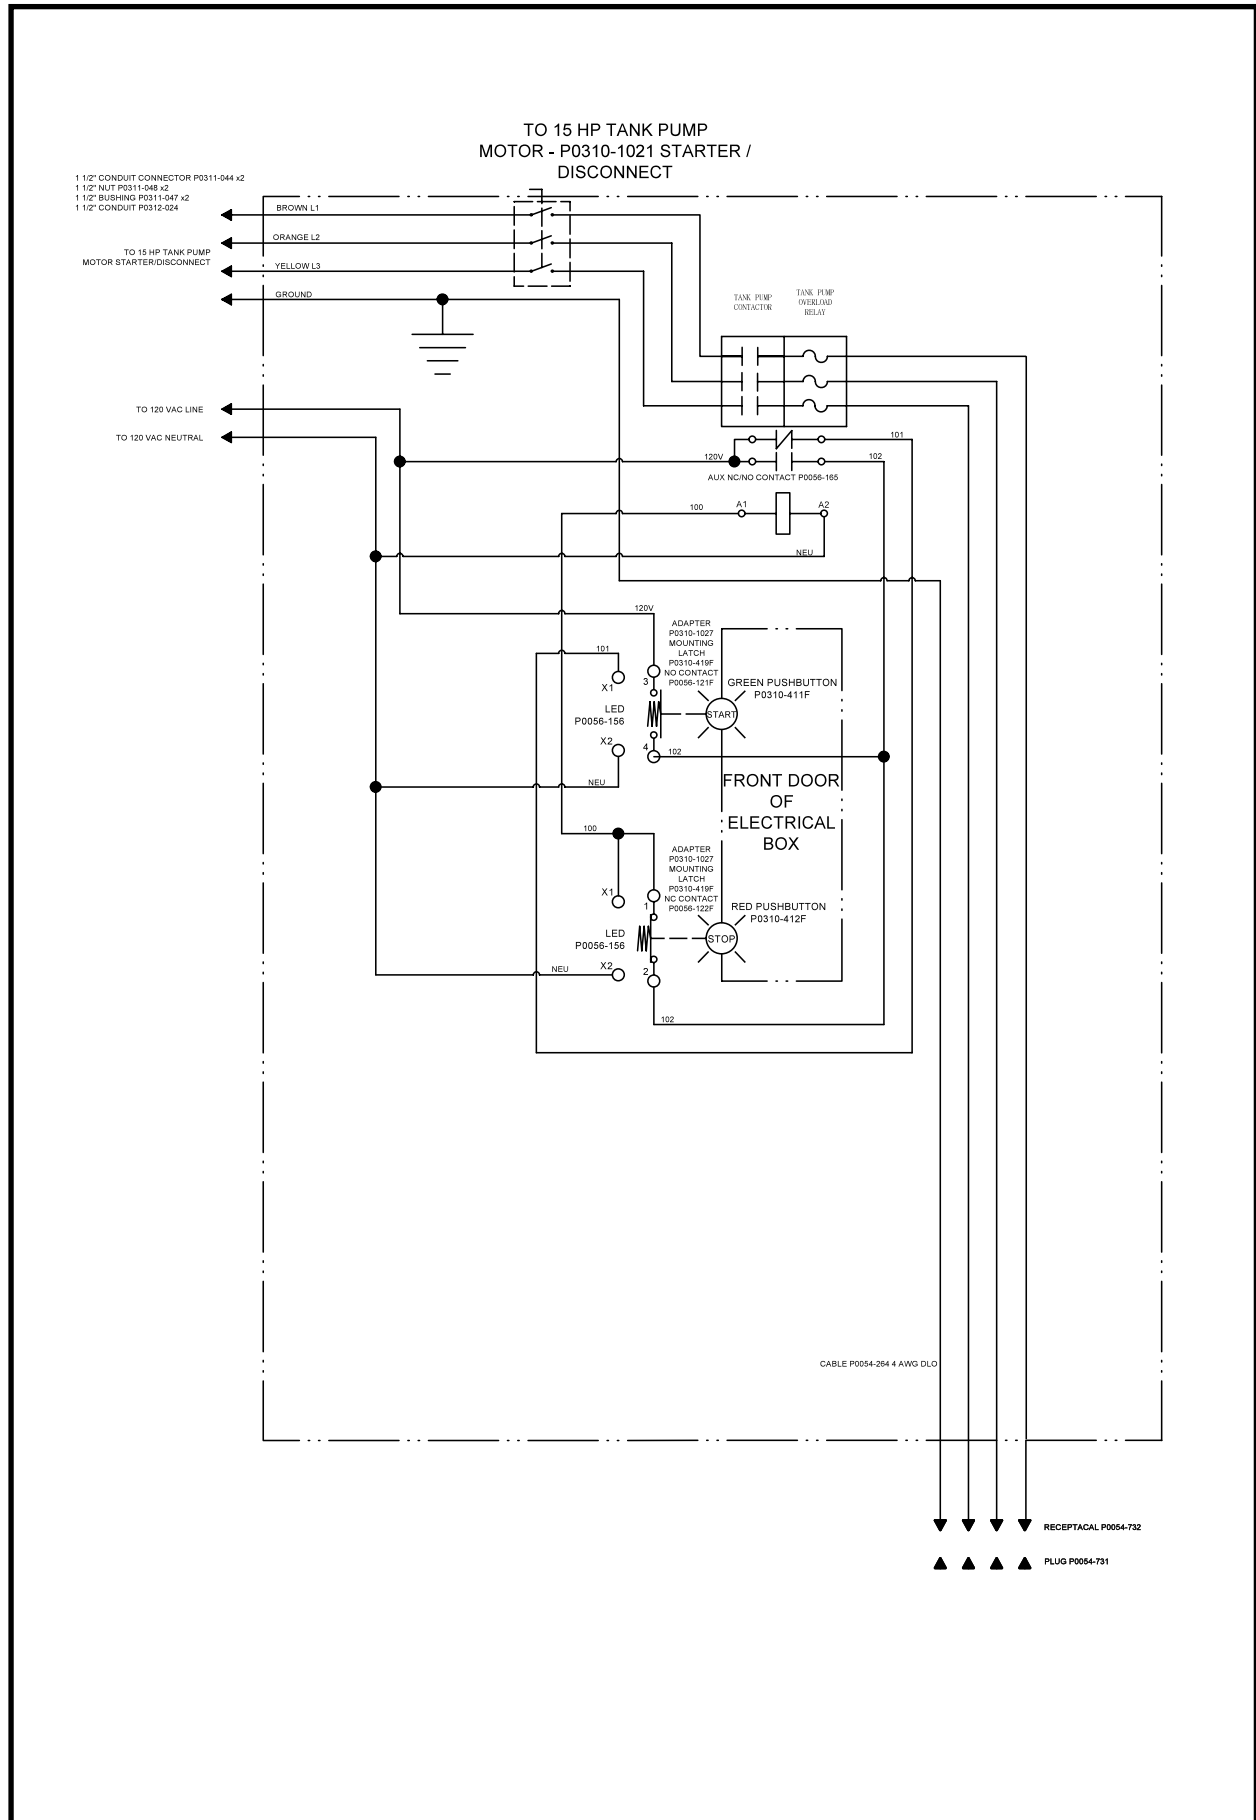 TO 15 HP TANK PUMP
MOTOR - P0310-1021 STARTER /
DISCONNECT
1 1/2" CONDUIT CONNECTOR P0311-044 x2
1 1/2" NUT P0311-048 x2
1 1/2" BUSHING P0311-047 x2
1 1/2" CONDUIT P0312-024
BROWN L1
ORANGE L2
TO 15 HP TANK PUMP
MOTOR STARTER/DISCONNECT
YELLOW L3
GROUND
TANK PUMP
CONTACTOR
TANK PUMP
OVERLOAD
RELAY
TO 120 VAC LINE
TO 120 VAC NEUTRAL
101
120V
102
AUX NC/NO CONTACT P0056-165
100
A1
A2
NEU
120V
ADAPTER
P0310-1027
MOUNTING
LATCH
P0310-419F
NO CONTACT
P0056-121F
101
X1
3
GREEN PUSHBUTTON
P0310-411F
LED
P0056-156
START
X2
4
102
NEU
FRONT DOOR
OF
ELECTRICAL
BOX
100
ADAPTER
P0310-1027
MOUNTING
LATCH
P0310-419F
NC CONTACT
P0056-122F
X1
1
RED PUSHBUTTON
P0310-412F
LED
P0056-156
STOP
X2
2
NEU
102
CABLE P0054-264 4 AWG DLO
RECEPTACAL P0054-732
PLUG P0054-731